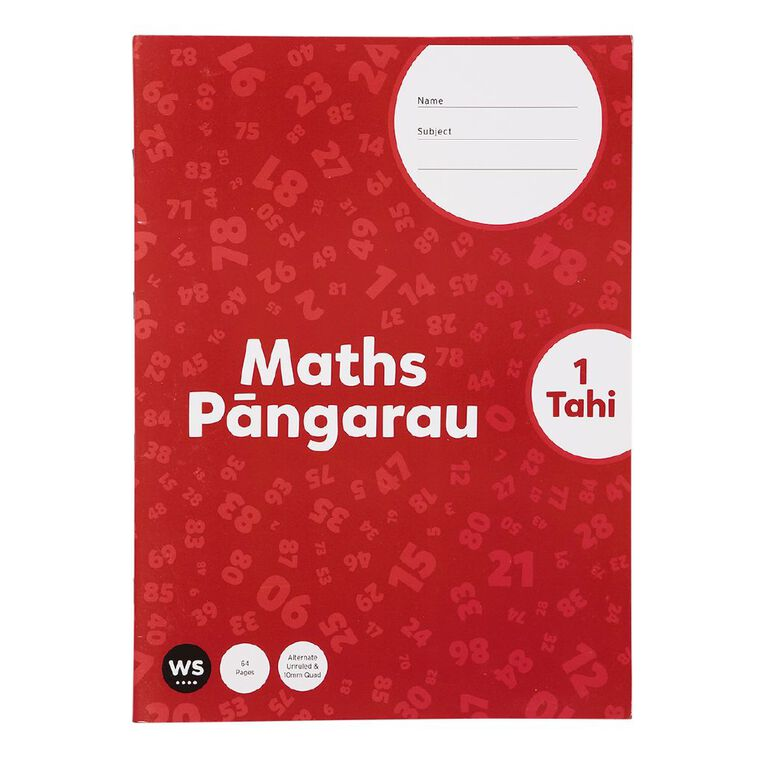 Name
Subject
Maths
Pāngarau
1
Tahi
WS
64
Pages
Alternate
Unruled &
10mm Quad